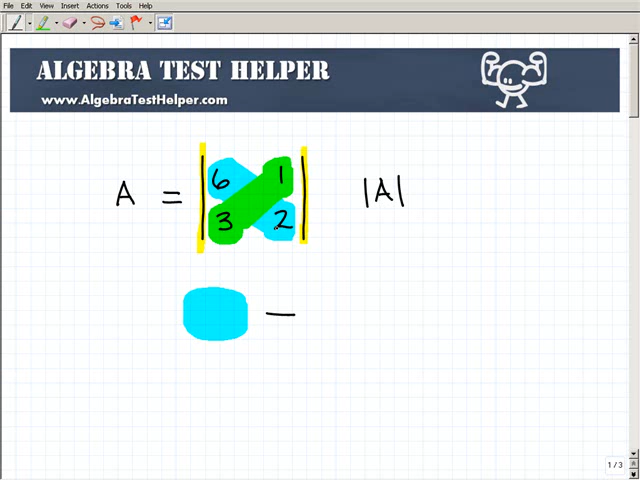 File Edit View Insert Actions Tools Help
ALGEBRA TEST HELPER
www.AlgebraTestHelper.com
A = | 6 1 | |A|
| 3 2 |
−
1 / 3